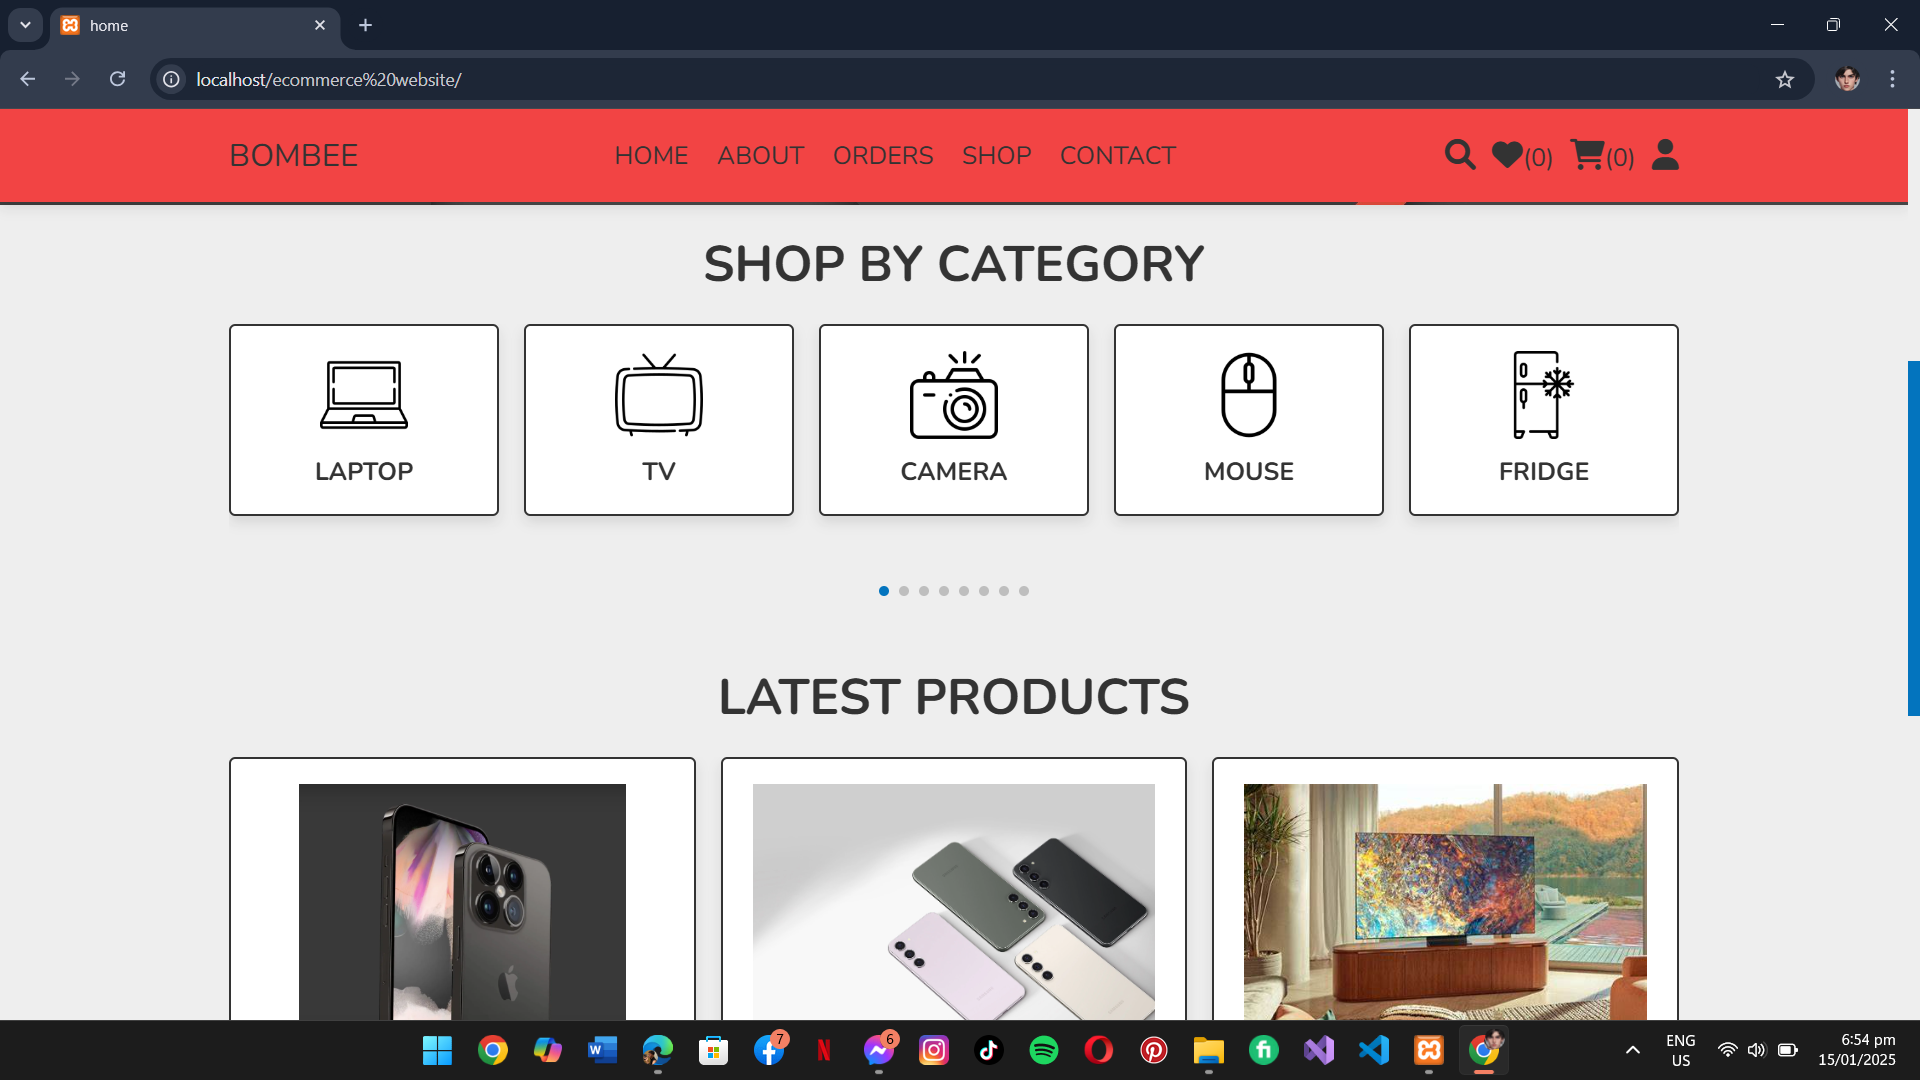 home
localhost/ecommerce%20website/
BOMBEE
HOME ABOUT ORDERS SHOP CONTACT
(0) (0)
SHOP BY CATEGORY
LAPTOP TV CAMERA MOUSE FRIDGE
LATEST PRODUCTS
7
6
ENG
US
6:54 pm
15/01/2025